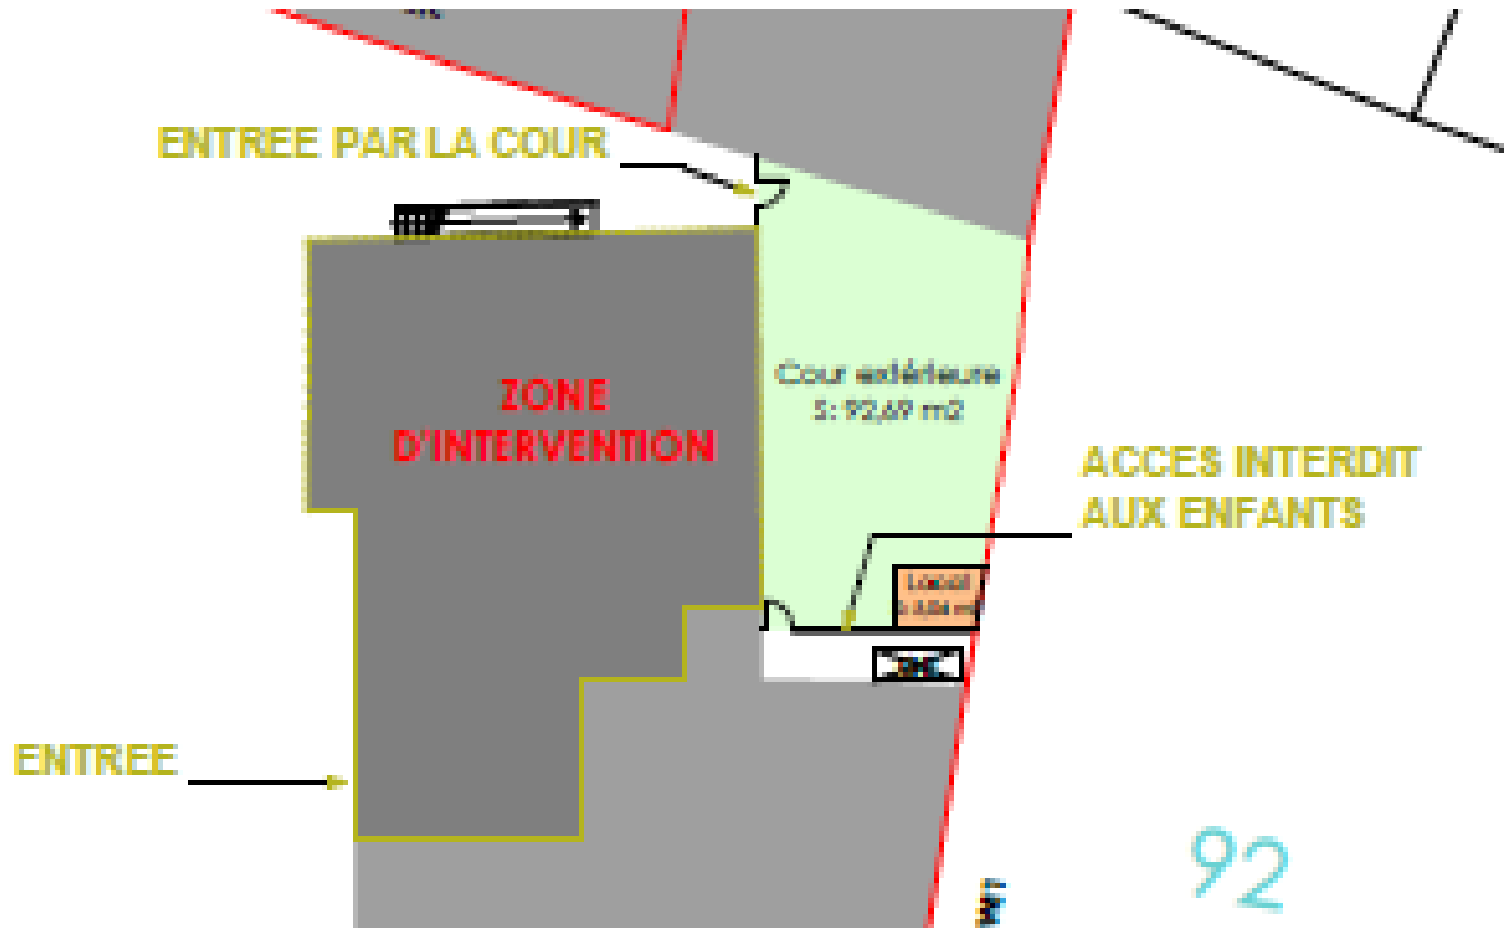 ENTREE PAR LA COUR
ZONE
D'INTERVENTION
Cour extérieure
S: 92,69 m2
ACCES INTERDIT
AUX ENFANTS
Local
ENTREE
92